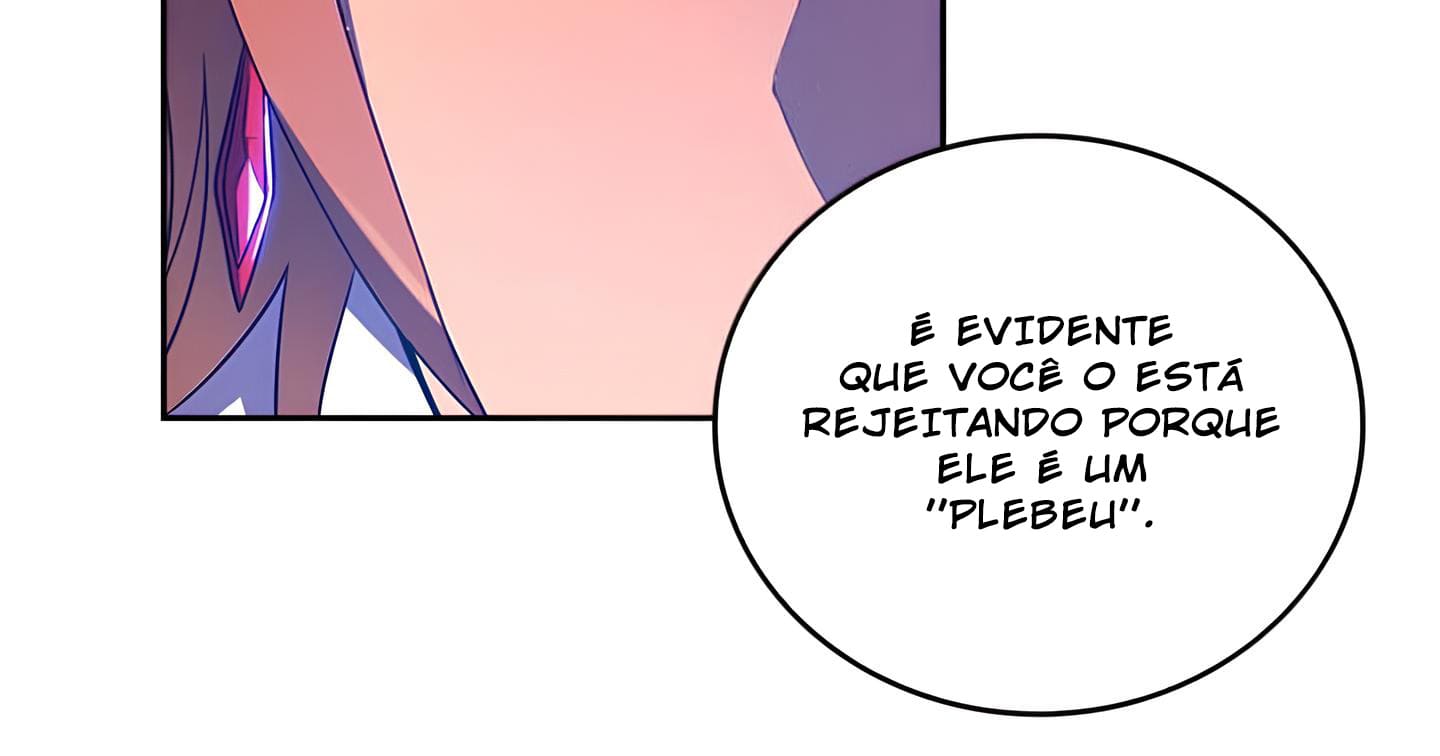 É EVIDENTE
QUE VOCÊ O ESTÁ
REJEITANDO PORQUE
ELE É UM
"PLEBEU".